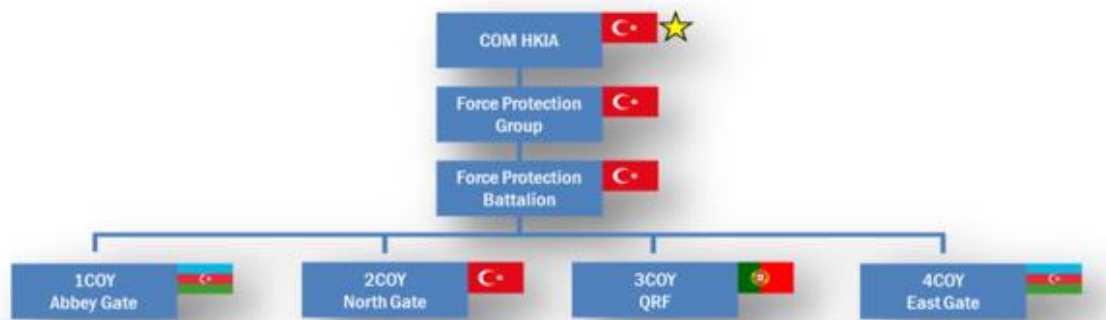 COM HKIA
Force Protection
Group
Force Protection
Battalion
1COY
Abbey Gate
2COY
North Gate
3COY
QRF
4COY
East Gate